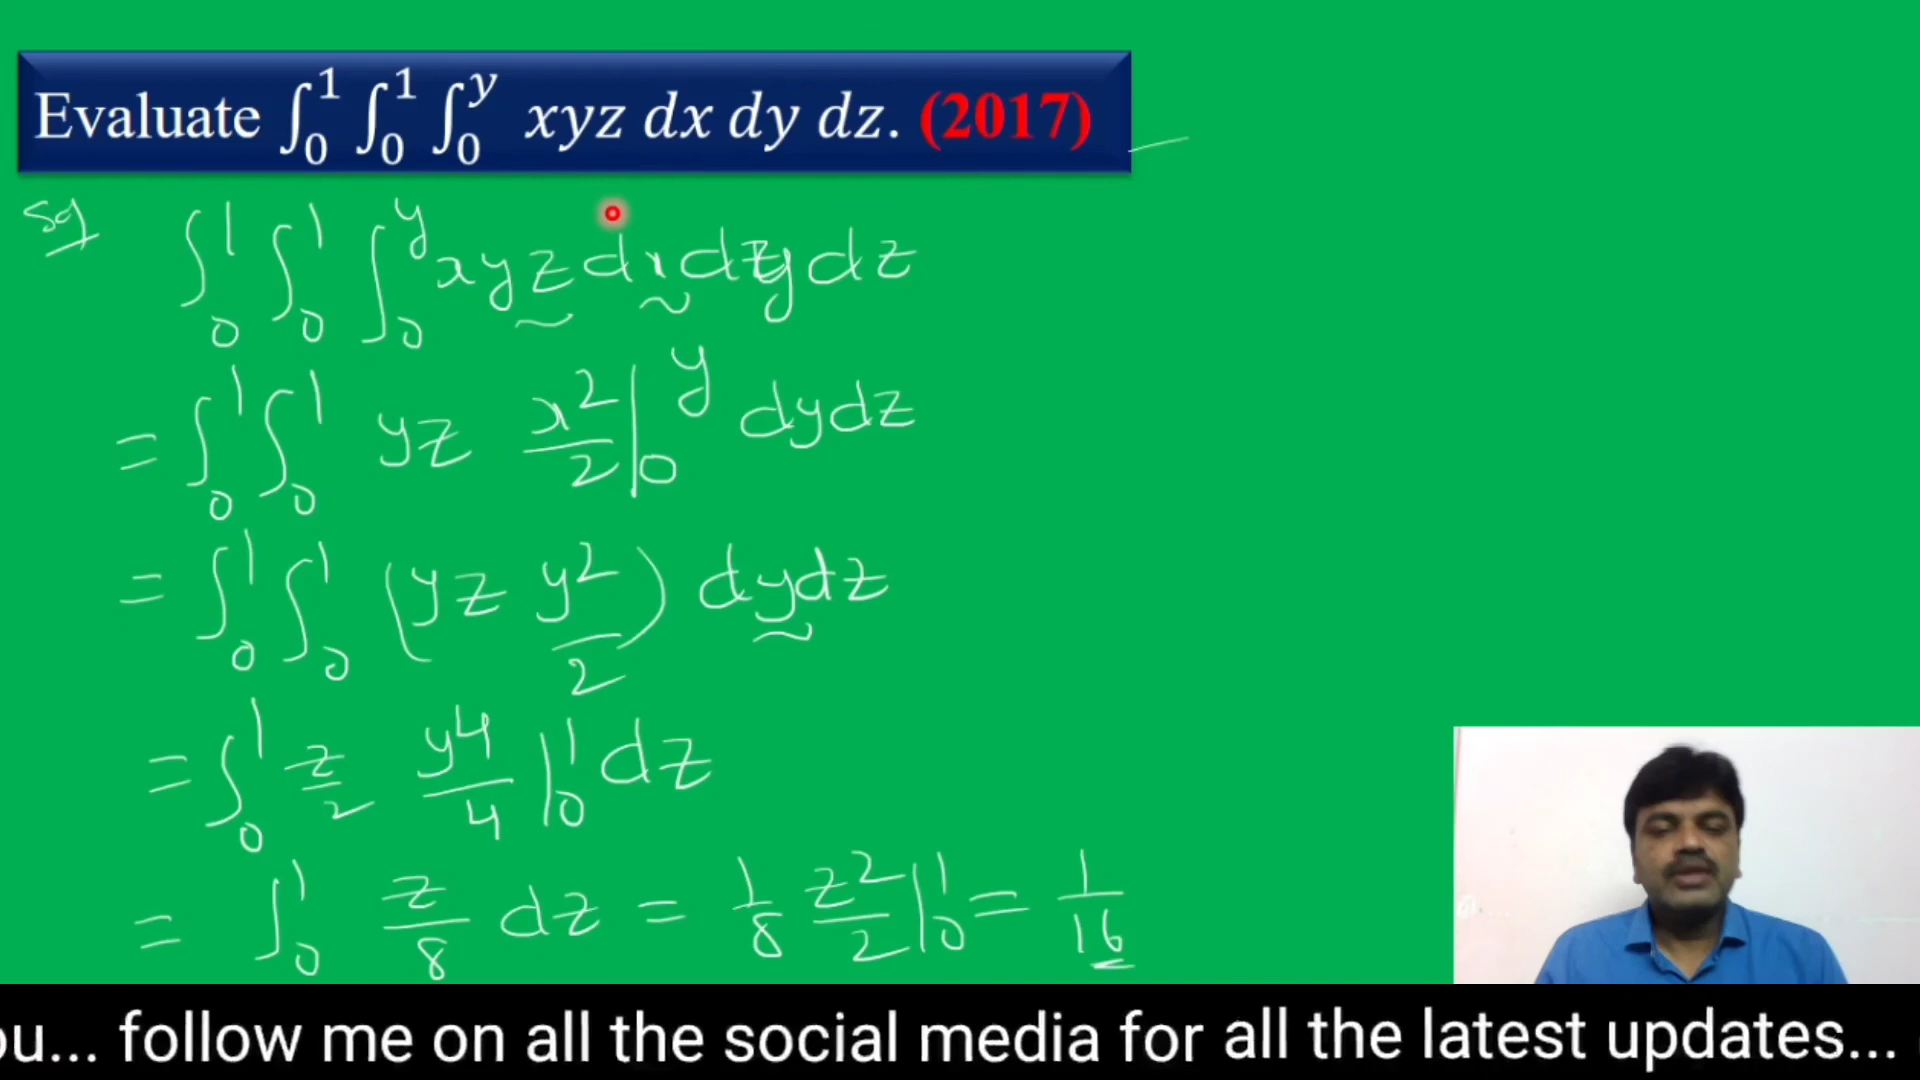 Evaluate ∫₀¹ ∫₀¹ ∫₀ʸ xyz dx dy dz. (2017)
Sol
∫₀¹ ∫₀¹ ∫₀ʸ xyz dx dy dz
= ∫₀¹ ∫₀¹ yz x²/2 |₀ʸ dydz
= ∫₀¹ ∫₀¹ (yz y²/2) dydz
= ∫₀¹ z/2 y⁴/4 |₀¹ dz
= ∫₀¹ z/8 dz = 1/8 z²/2 |₀¹ = 1/16
ou... follow me on all the social media for all the latest updates...